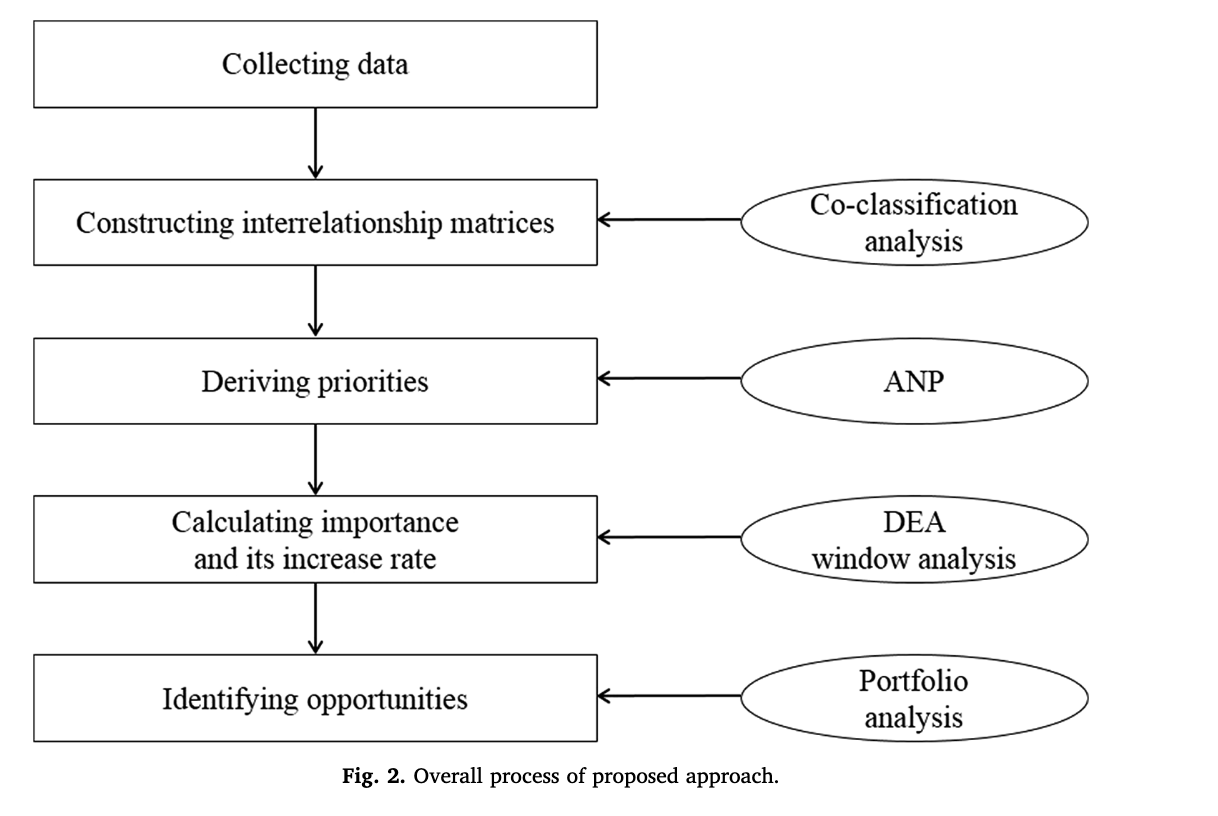 Collecting data
Constructing interrelationship matrices
Co-classification
analysis
Deriving priorities
ANP
Calculating importance
and its increase rate
DEA
window analysis
Identifying opportunities
Portfolio
analysis
Fig. 2. Overall process of proposed approach.